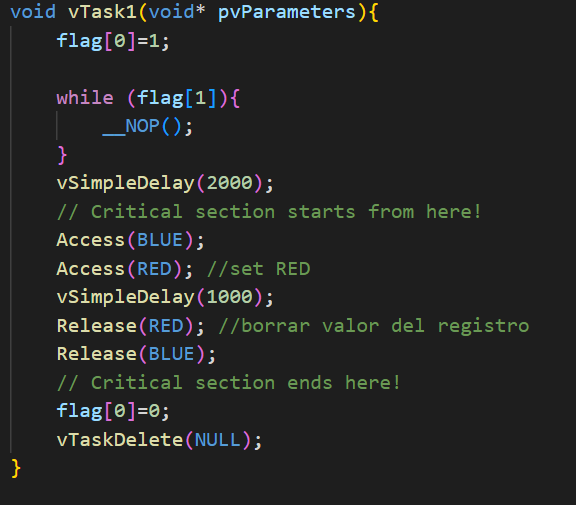 void vTask1(void* pvParameters){
flag[0]=1;
while (flag[1]){
__NOP();
}
vSimpleDelay(2000);
// Critical section starts from here!
Access(BLUE);
Access(RED); //set RED
vSimpleDelay(1000);
Release(RED); //borrar valor del registro
Release(BLUE);
// Critical section ends here!
flag[0]=0;
vTaskDelete(NULL);
}